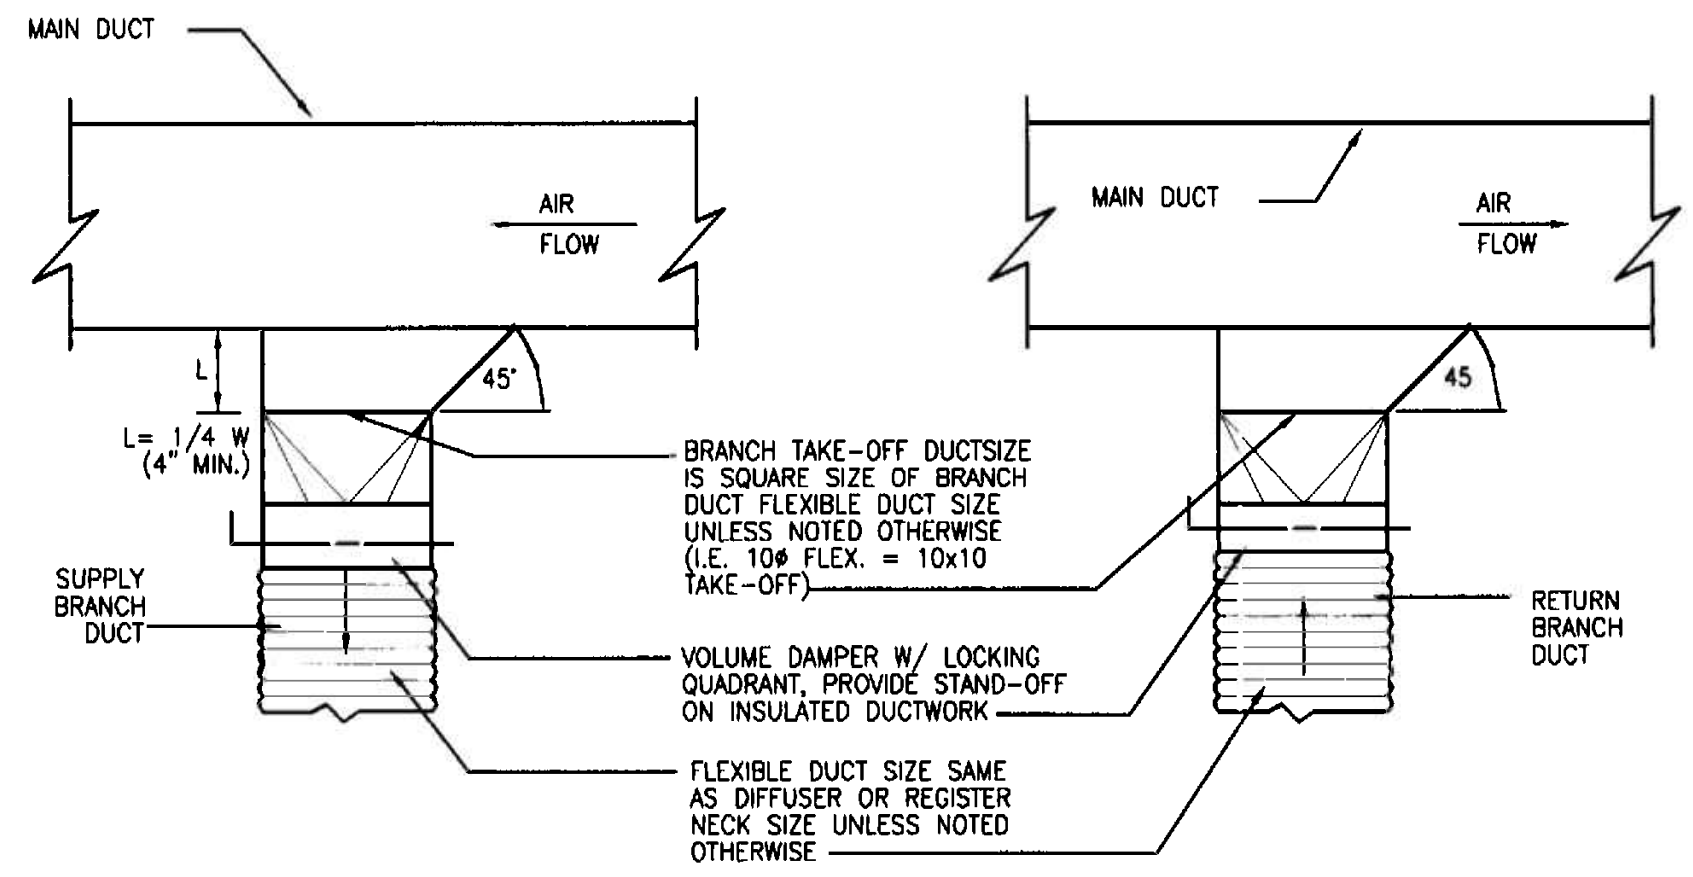 MAIN DUCT
AIR
FLOW
MAIN DUCT
AIR
FLOW
L
45°
45
L= 1/4 W
(4" MIN.)
BRANCH TAKE-OFF DUCTSIZE
IS SQUARE SIZE OF BRANCH
DUCT FLEXIBLE DUCT SIZE
UNLESS NOTED OTHERWISE
(I.E. 10ø FLEX. = 10x10
TAKE-OFF)
SUPPLY
BRANCH
DUCT
RETURN
BRANCH
DUCT
VOLUME DAMPER W/ LOCKING
QUADRANT, PROVIDE STAND-OFF
ON INSULATED DUCTWORK
FLEXIBLE DUCT SIZE SAME
AS DIFFUSER OR REGISTER
NECK SIZE UNLESS NOTED
OTHERWISE